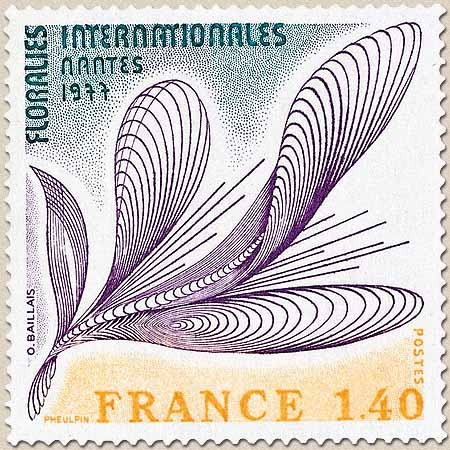 FLORALIES
INTERNATIONALES
NANTES
1977
O. BAILLAIS
POSTES
PHEULPIN
FRANCE 1.40